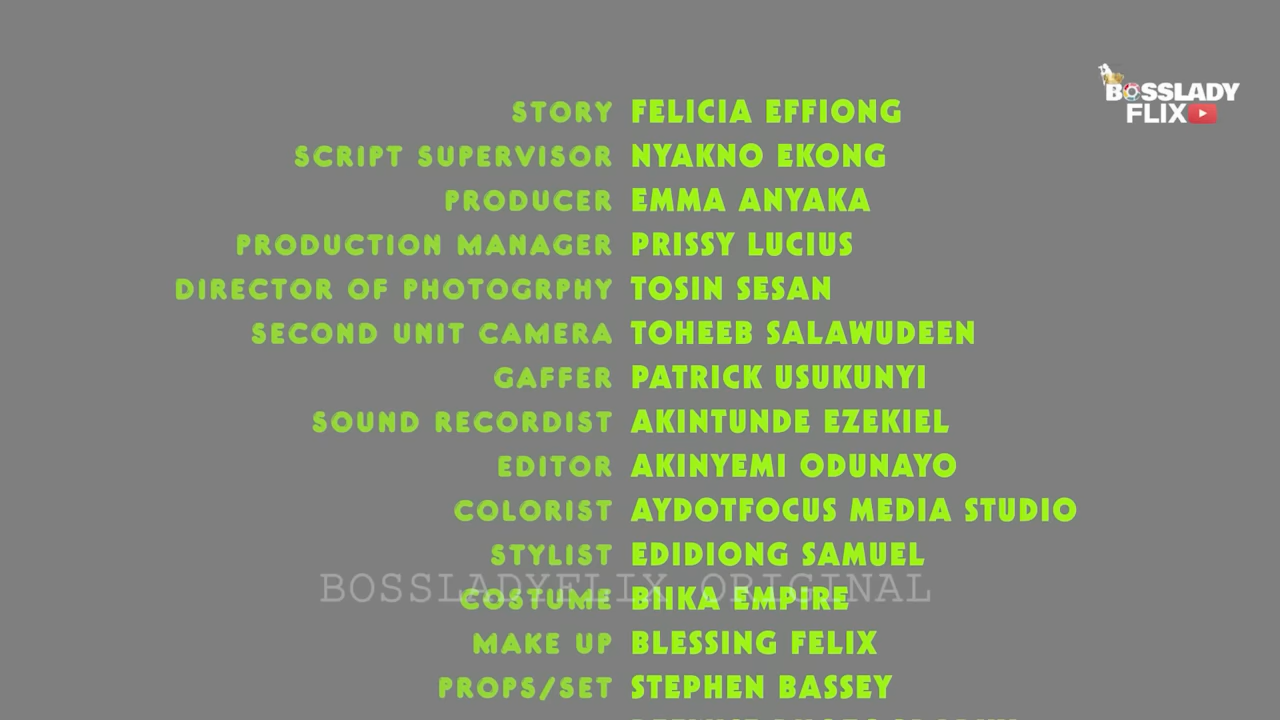 BOSSLADY
FLIX
STORY FELICIA EFFIONG
SCRIPT SUPERVISOR NYAKNO EKONG
PRODUCER EMMA ANYAKA
PRODUCTION MANAGER PRISSY LUCIUS
DIRECTOR OF PHOTOGRPHY TOSIN SESAN
SECOND UNIT CAMERA TOHEEB SALAWUDEEN
GAFFER PATRICK USUKUNYI
SOUND RECORDIST AKINTUNDE EZEKIEL
EDITOR AKINYEMI ODUNAYO
COLORIST AYDOTFOCUS MEDIA STUDIO
STYLIST EDIDIONG SAMUEL
BOSSLADYFLIX ORIGINAL
COSTUME BIIKA EMPIRE
MAKE UP BLESSING FELIX
PROPS/SET STEPHEN BASSEY